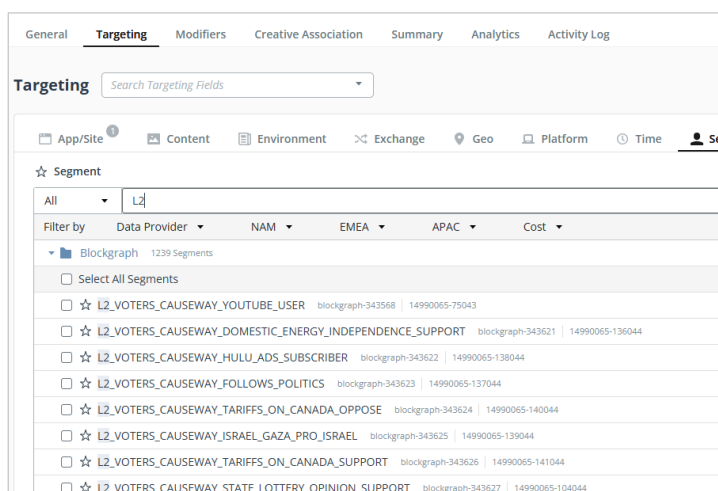 General Targeting Modifiers Creative Association Summary Analytics Activity Log
Targeting Search Targeting Fields
App/Site 1 Content Environment Exchange Geo Platform Time
Segment
All L2
Filter by Data Provider NAM EMEA APAC Cost
Blockgraph 1239 Segments
Select All Segments
L2_VOTERS_CAUSEWAY_YOUTUBE_USER blockgraph-343568 14990065-75043
L2_VOTERS_CAUSEWAY_DOMESTIC_ENERGY_INDEPENDENCE_SUPPORT blockgraph-343621 14990065-136044
L2_VOTERS_CAUSEWAY_HULU_ADS_SUBSCRIBER blockgraph-343622 14990065-138044
L2_VOTERS_CAUSEWAY_FOLLOWS_POLITICS blockgraph-343623 14990065-137044
L2_VOTERS_CAUSEWAY_TARIFFS_ON_CANADA_OPPOSE blockgraph-343624 14990065-140044
L2_VOTERS_CAUSEWAY_ISRAEL_GAZA_PRO_ISRAEL blockgraph-343625 14990065-139044
L2_VOTERS_CAUSEWAY_TARIFFS_ON_CANADA_SUPPORT blockgraph-343626 14990065-141044
L2_VOTERS_CAUSEWAY_STATE_LOTTERY_OPINION_SUPPORT blockgraph-343627 14990065-104044